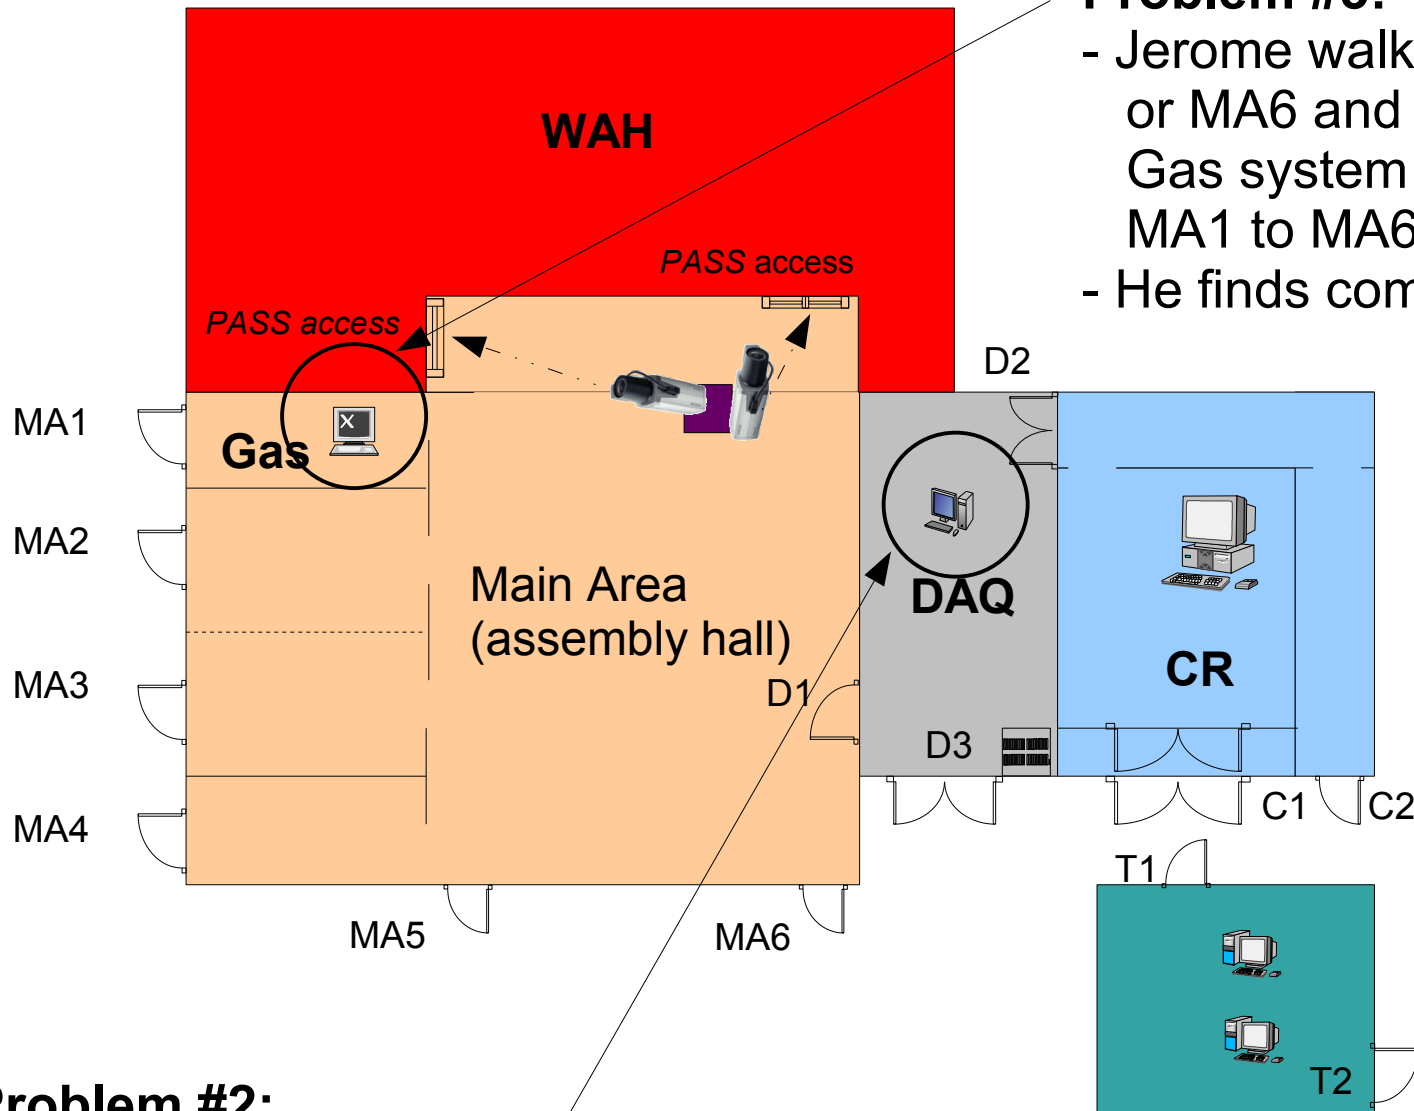 - Jerome walk
or MA6 and
Gas system
MA1 to MA6
- He finds com
WAH
PASS access
PASS access
D2
MA1
Gas
X
MA2
Main Area
(assembly hall)
DAQ
CR
MA3
D1
D3
MA4
C1
C2
T1
MA5
MA6
T2
Problem #2: